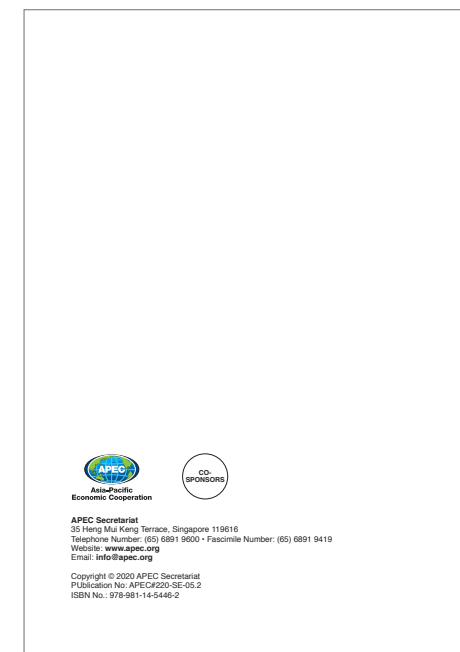 APEC
Asia-Pacific
Economic Cooperation
CO-
SPONSORS
APEC Secretariat
35 Heng Mui Keng Terrace, Singapore 119616
Telephone Number: (65) 6891 9600 • Fascimile Number: (65) 6891 9419
Website: www.apec.org
Email: info@apec.org
Copyright © 2020 APEC Secretariat
PUblication No: APEC#220-SE-05.2
ISBN No.: 978-981-14-5446-2